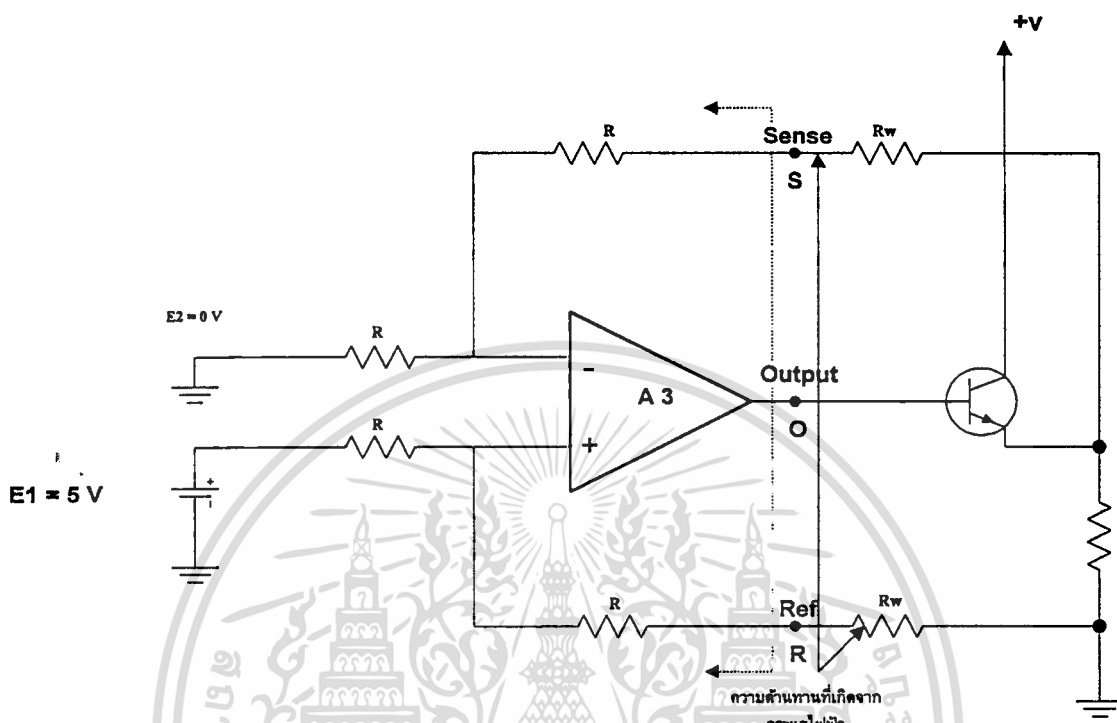 +v
R
Sense
Rw
S
E2 = 0 V
R
-
A 3
Output
O
R
+
E1 = 5 V
+
-
R
Ref
Rw
R
ความต้านทานที่เกิดจาก